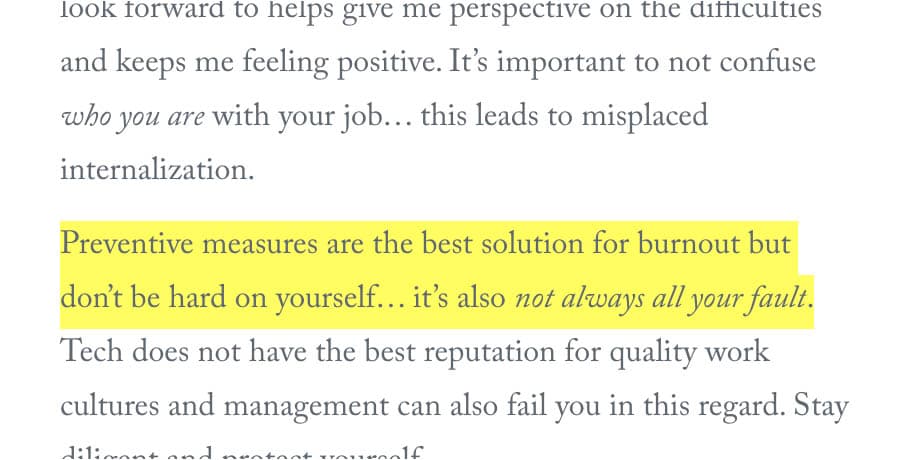 look forward to helps give me perspective on the difficulties
and keeps me feeling positive. It’s important to not confuse
who you are with your job… this leads to misplaced
internalization.
Preventive measures are the best solution for burnout but
don’t be hard on yourself… it’s also not always all your fault.
Tech does not have the best reputation for quality work
cultures and management can also fail you in this regard. Stay
diligent and protect yourself